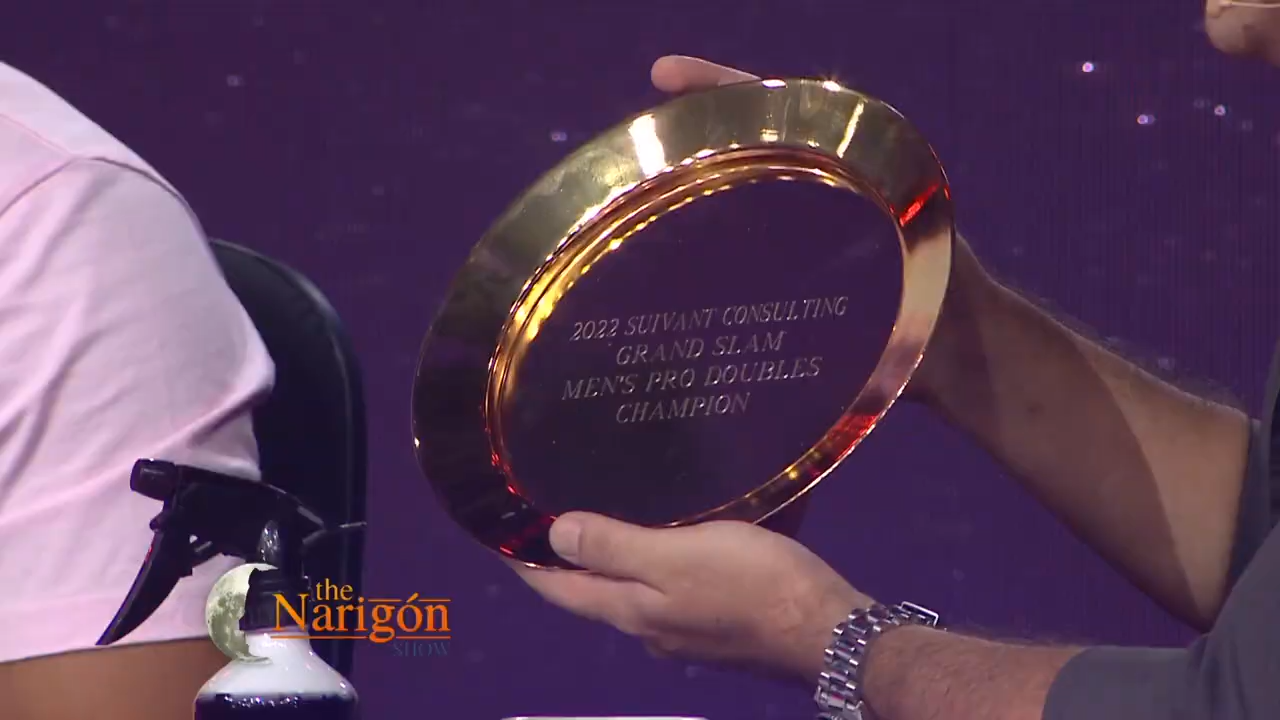 2022 SUIVANT CONSULTING
GRAND SLAM
MEN'S PRO DOUBLES
CHAMPION
the
Narigón
SHOW